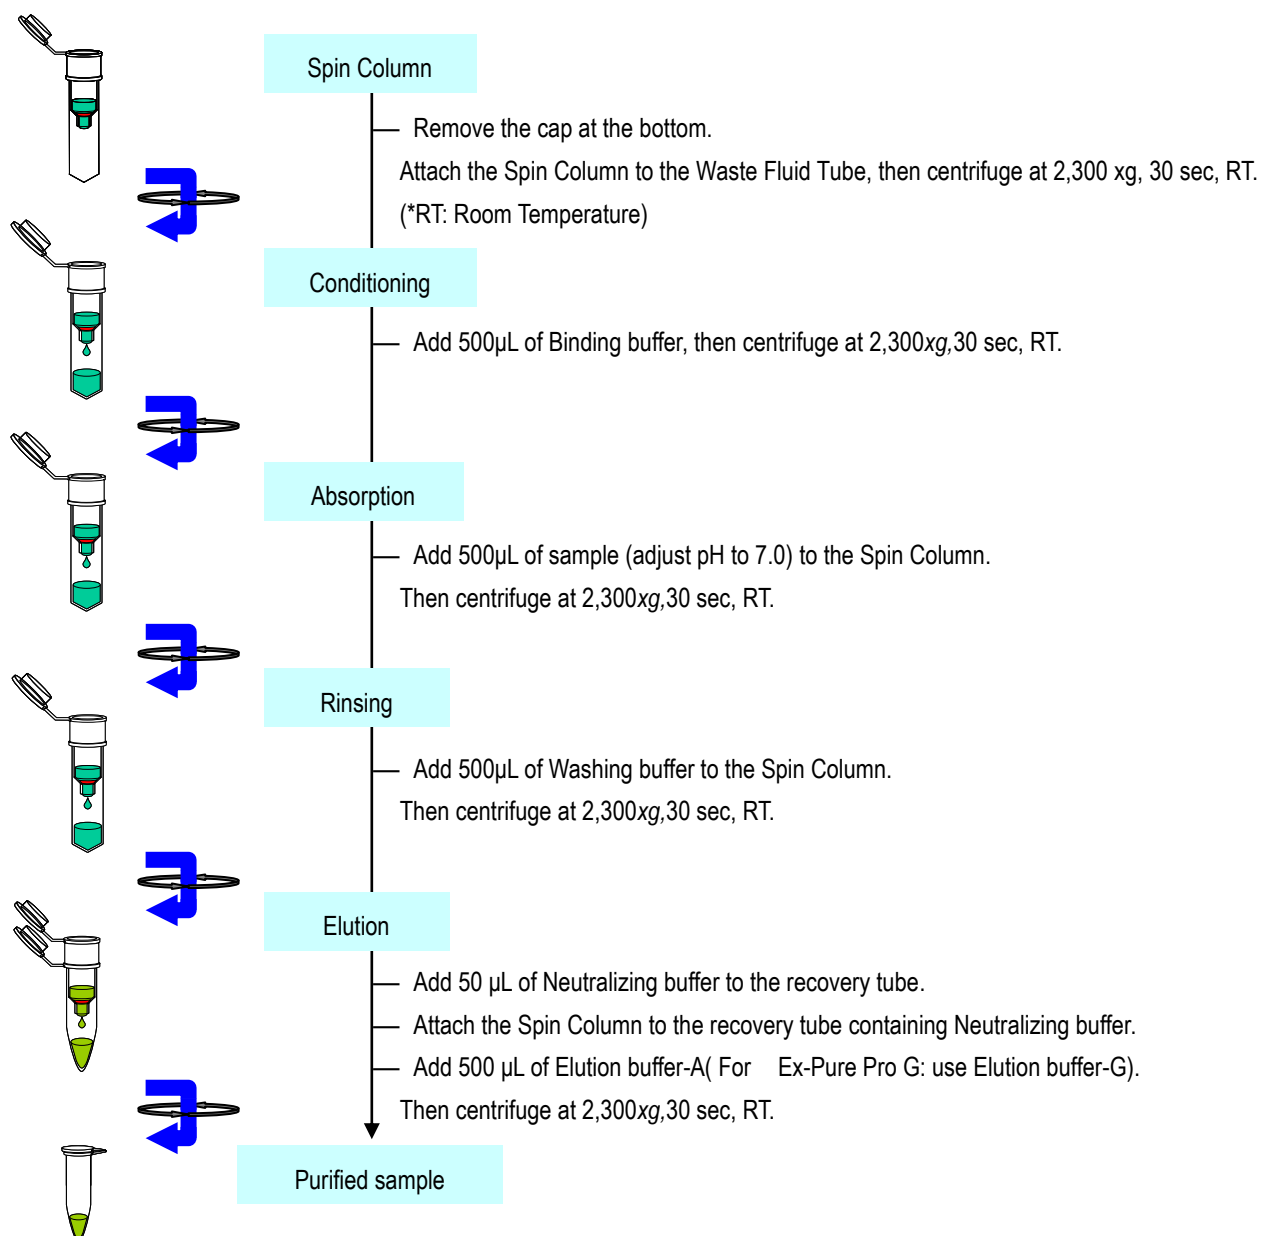 Spin Column
Remove the cap at the bottom.
Attach the Spin Column to the Waste Fluid Tube, then centrifuge at 2,300 xg, 30 sec, RT.
(*RT: Room Temperature)
Conditioning
Add 500µL of Binding buffer, then centrifuge at 2,300xg,30 sec, RT.
Absorption
Add 500µL of sample (adjust pH to 7.0) to the Spin Column.
Then centrifuge at 2,300xg,30 sec, RT.
Rinsing
Add 500µL of Washing buffer to the Spin Column.
Then centrifuge at 2,300xg,30 sec, RT.
Elution
Add 50 µL of Neutralizing buffer to the recovery tube.
Attach the Spin Column to the recovery tube containing Neutralizing buffer.
Add 500 µL of Elution buffer-A( For Ex-Pure Pro G: use Elution buffer-G).
Then centrifuge at 2,300xg,30 sec, RT.
Purified sample